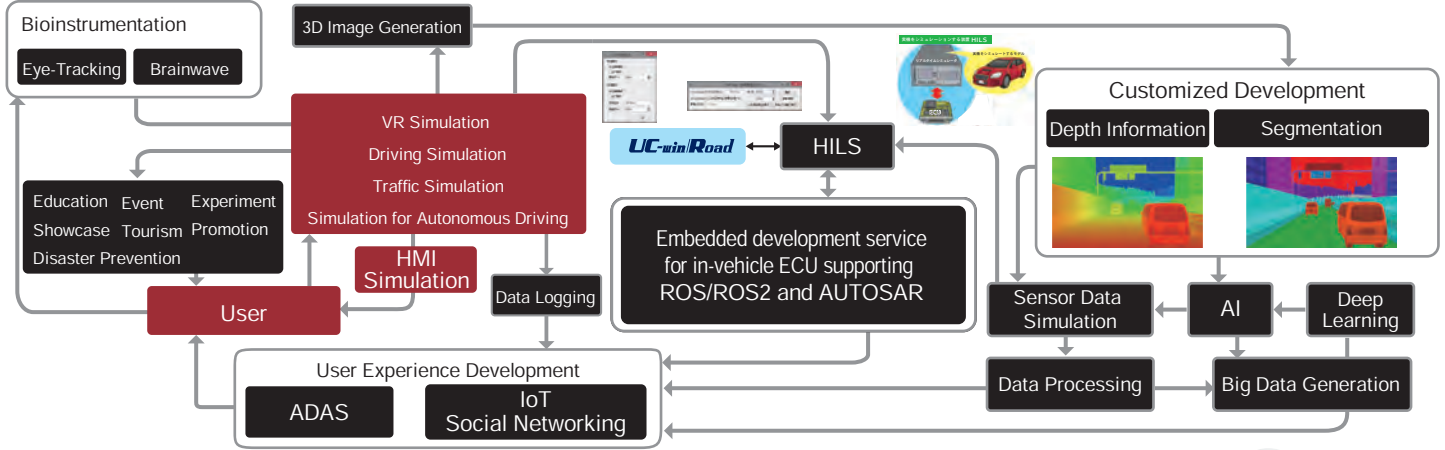 Bioinstrumentation
Eye-Tracking
Brainwave
3D Image Generation
VR Simulation
Driving Simulation
Traffic Simulation
Simulation for Autonomous Driving
HMI
Simulation
Education
Event
Experiment
Showcase
Tourism
Promotion
Disaster Prevention
User
Data Logging
User Experience Development
ADAS
IoT
Social Networking
UC-win/Road
HILS
ECU
Embedded development service
for in-vehicle ECU supporting
ROS/ROS2 and AUTOSAR
Customized Development
Depth Information
Segmentation
Sensor Data
Simulation
AI
Deep
Learning
Data Processing
Big Data Generation